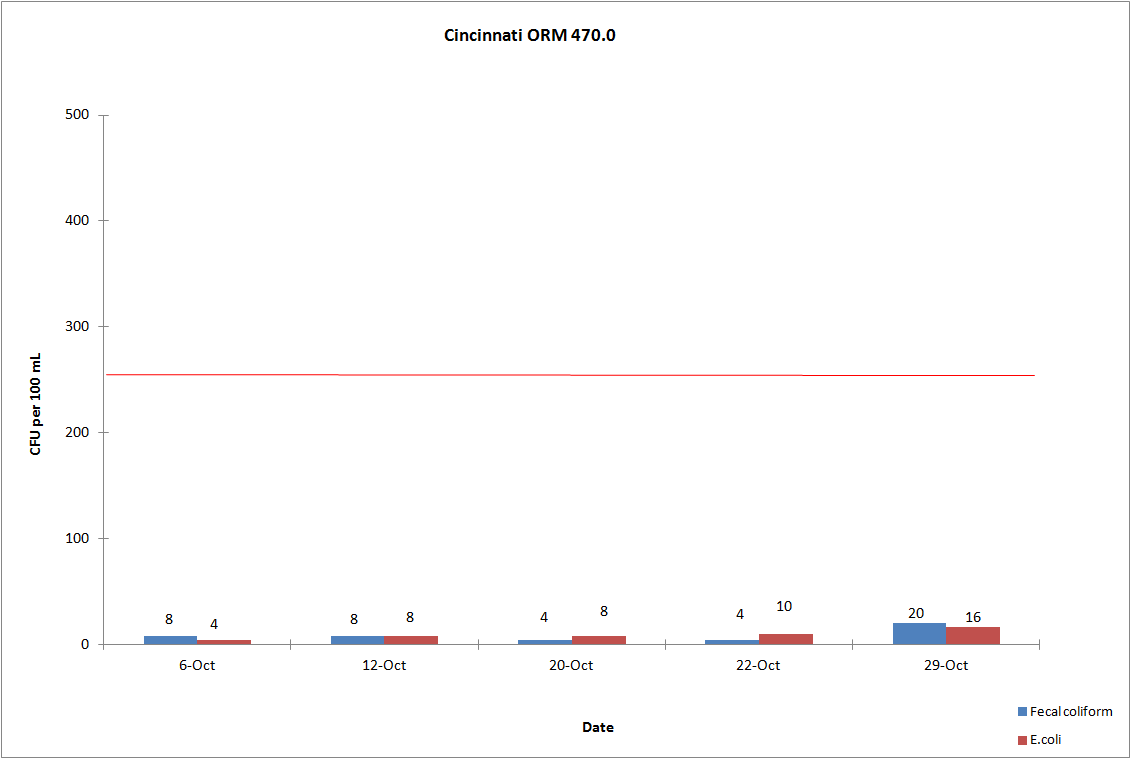 Cincinnati ORM 470.0
500
400
300
200
100
0
CFU per 100 mL
8 4 8 8 4 8 4 10 20 16
6-Oct 12-Oct 20-Oct 22-Oct 29-Oct
Date
Fecal coliform
E.coli